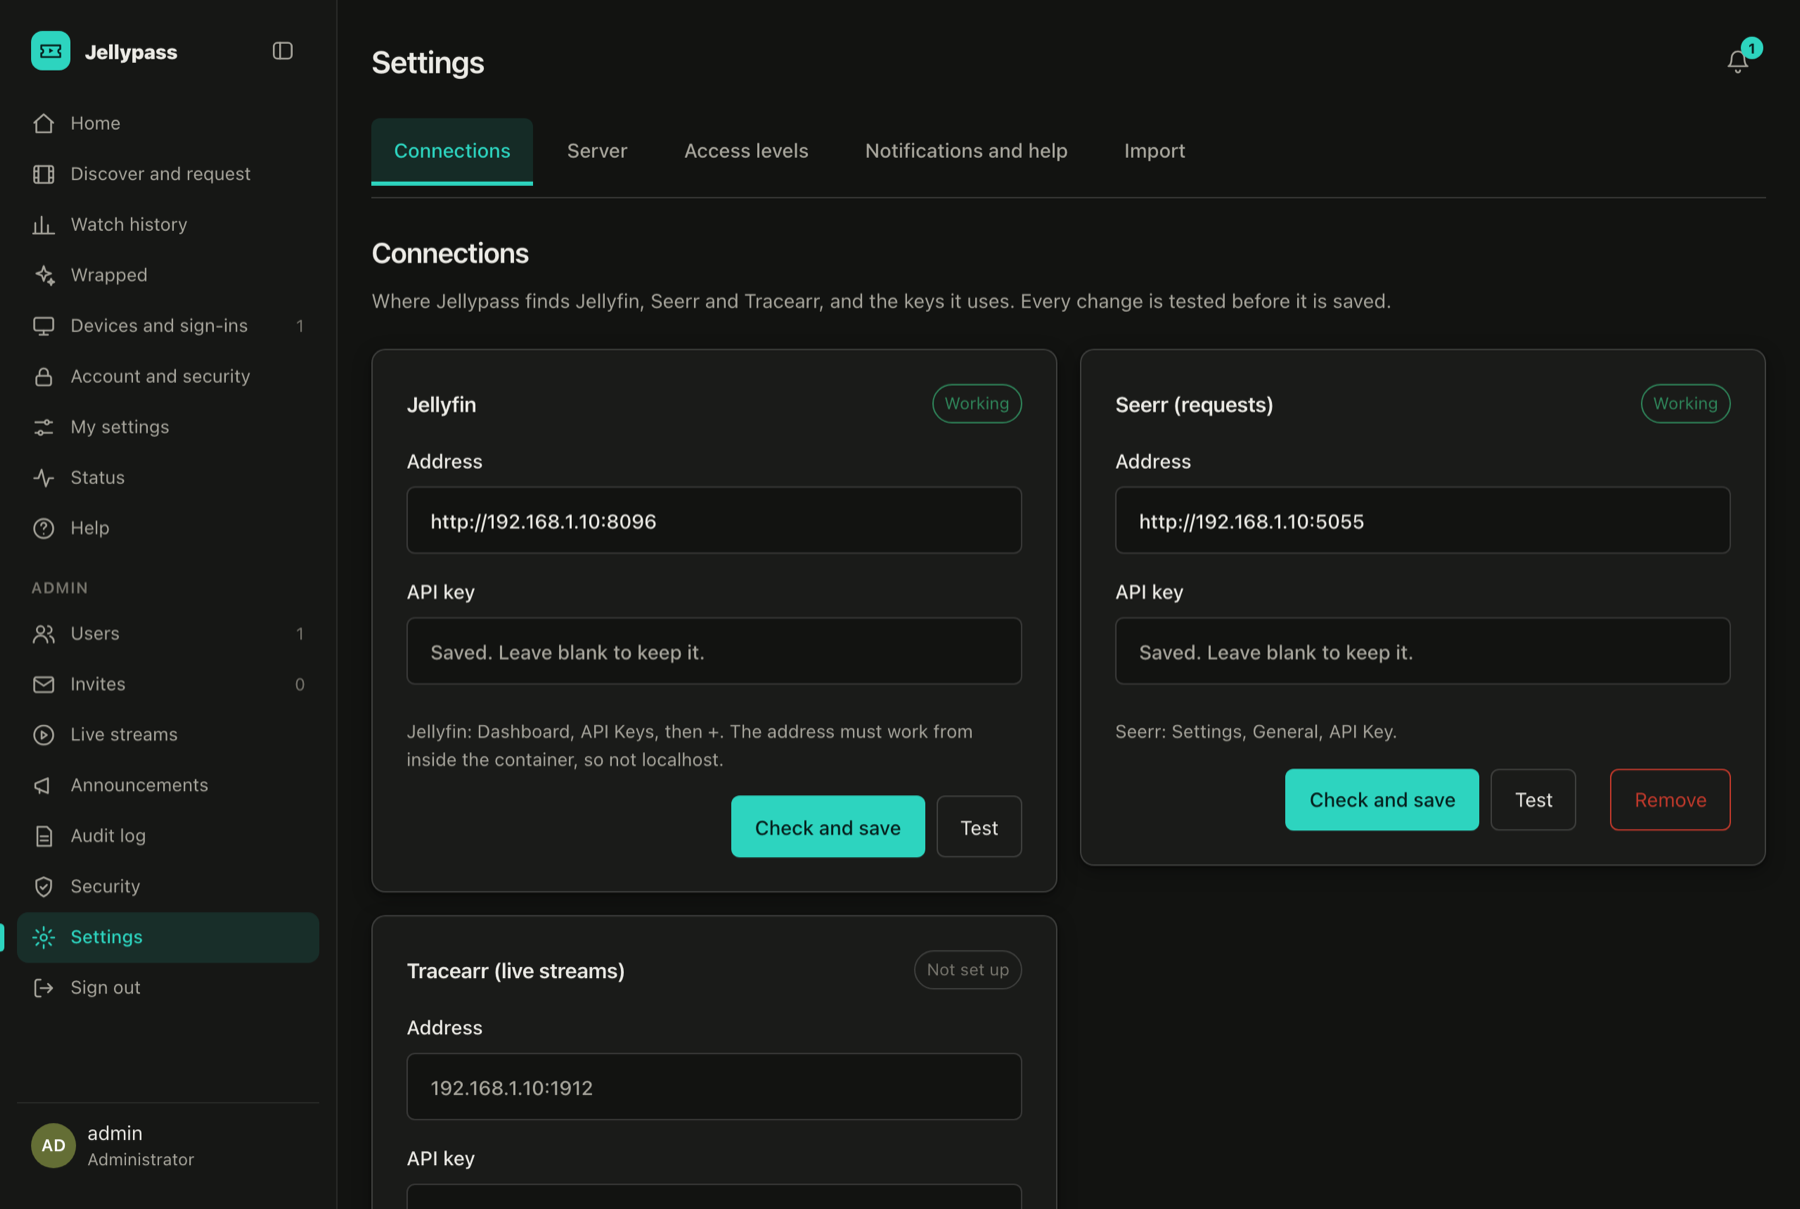 Jellypass
Home
Discover and request
Watch history
Wrapped
Devices and sign-ins 1
Account and security
My settings
Status
Help
ADMIN
Users 1
Invites 0
Live streams
Announcements
Audit log
Security
Settings
Sign out
AD
admin
Administrator
Settings
1
Connections
Server
Access levels
Notifications and help
Import
Connections
Where Jellypass finds Jellyfin, Seerr and Tracearr, and the keys it uses. Every change is tested before it is saved.
Jellyfin
Working
Address
http://192.168.1.10:8096
API key
Saved. Leave blank to keep it.
Jellyfin: Dashboard, API Keys, then +. The address must work from
inside the container, so not localhost.
Check and save
Test
Seerr (requests)
Working
Address
http://192.168.1.10:5055
API key
Saved. Leave blank to keep it.
Seerr: Settings, General, API Key.
Check and save
Test
Remove
Tracearr (live streams)
Not set up
Address
192.168.1.10:1912
API key